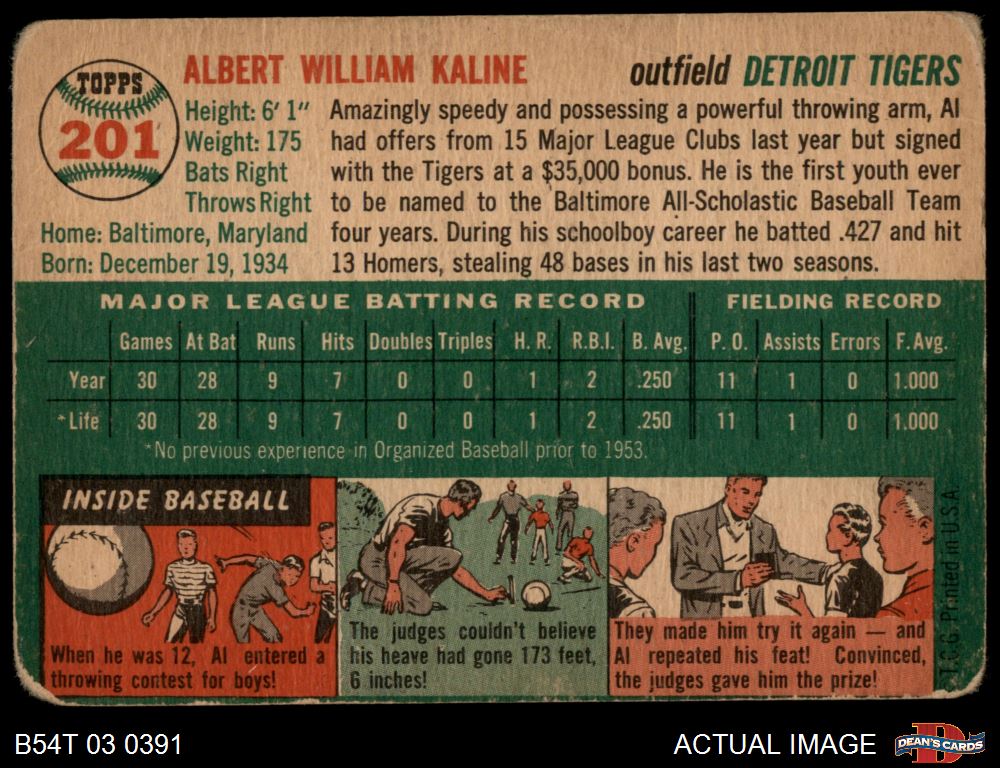 TOPPS
201
ALBERT WILLIAM KALINE
outfield DETROIT TIGERS
Height: 6' 1"
Weight: 175
Bats Right
Throws Right
Home: Baltimore, Maryland
Born: December 19, 1934
Amazingly speedy and possessing a powerful throwing arm, Al
had offers from 15 Major League Clubs last year but signed
with the Tigers at a $35,000 bonus. He is the first youth ever
to be named to the Baltimore All-Scholastic Baseball Team
four years. During his schoolboy career he batted .427 and hit
13 Homers, stealing 48 bases in his last two seasons.
MAJOR LEAGUE BATTING RECORD FIELDING RECORD
Games At Bat Runs Hits Doubles Triples H. R. R.B.I. B. Avg. P. O. Assists Errors F. Avg.
Year 30 28 9 7 0 0 1 2 .250 11 1 0 1.000
*Life 30 28 9 7 0 0 1 2 .250 11 1 0 1.000
*No previous experience in Organized Baseball prior to 1953.
INSIDE BASEBALL
When he was 12, Al entered a
throwing contest for boys!
The judges couldn't believe
his heave had gone 173 feet,
6 inches!
They made him try it again — and
Al repeated his feat! Convinced,
the judges gave him the prize!
T.C.G. Printed in U.S.A.
B54T 03 0391
ACTUAL IMAGE
D
DEAN'S CARDS